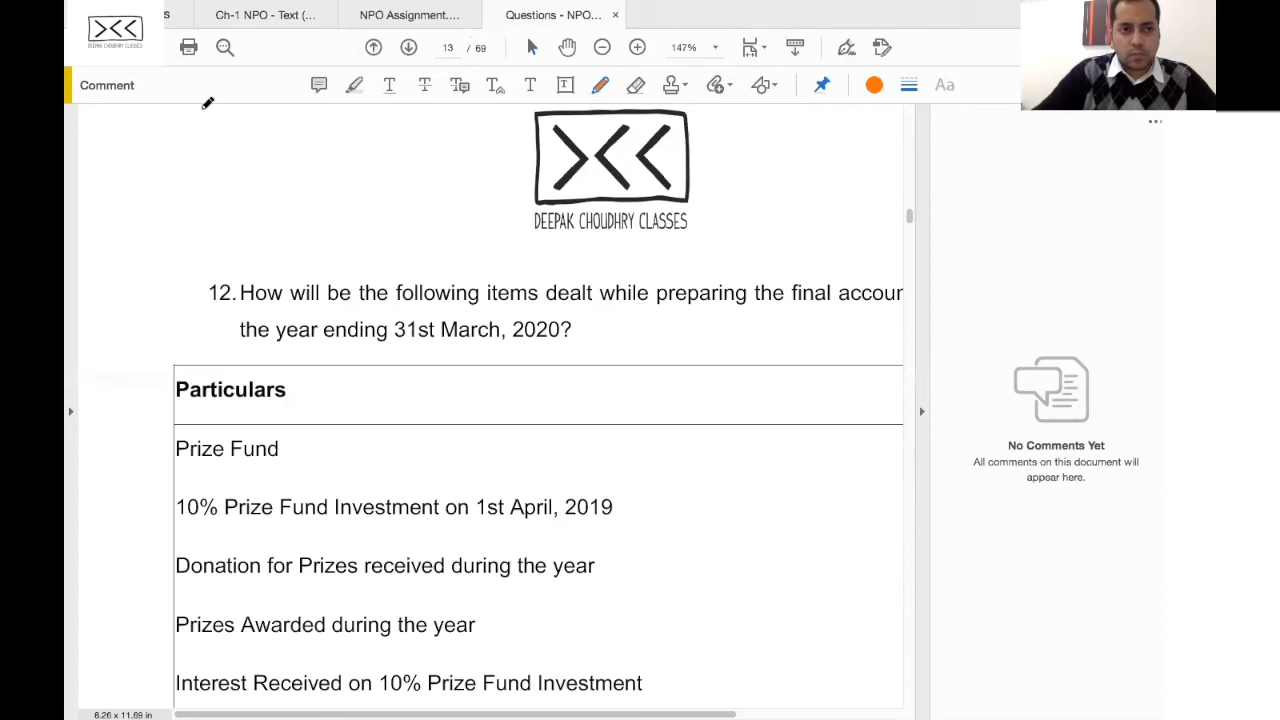 s
Ch-1 NPO - Text (...
NPO Assignment....
Questions - NPO... ×
DEEPAK CHOUDHRY CLASSES
13 / 69
147%
Comment
Aa
DEEPAK CHOUDHRY CLASSES
12. How will be the following items dealt while preparing the final accour
the year ending 31st March, 2020?
Particulars
Prize Fund
10% Prize Fund Investment on 1st April, 2019
Donation for Prizes received during the year
Prizes Awarded during the year
Interest Received on 10% Prize Fund Investment
No Comments Yet
All comments on this document will
appear here.
8.26 x 11.69 in